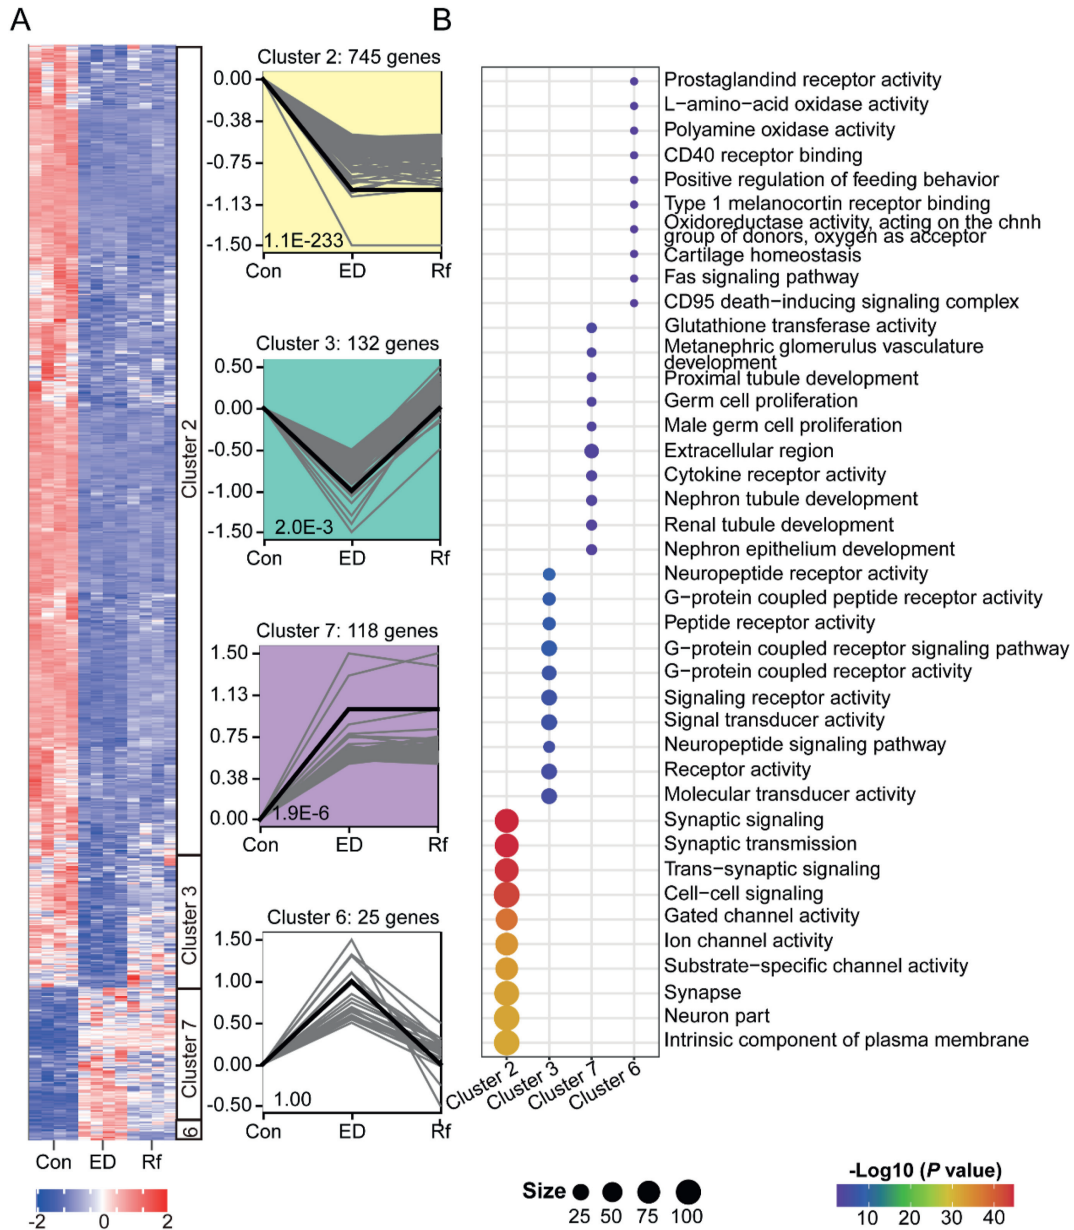 A
B
Cluster 2: 745 genes
0.00
-0.38
-0.75
-1.13
-1.50
1.1E-233
Con ED Rf
Cluster 3: 132 genes
0.50
0.00
-0.50
-1.00
-1.50
2.0E-3
Con ED Rf
Cluster 7: 118 genes
1.50
1.13
0.75
0.38
0.00
1.9E-6
Con ED Rf
Cluster 6: 25 genes
1.50
1.00
0.50
0.00
-0.50
1.00
Con ED Rf
Cluster 2
Cluster 3
Cluster 7
6
Con ED Rf
-2 0 2
Prostaglandind receptor activity
L−amino−acid oxidase activity
Polyamine oxidase activity
CD40 receptor binding
Positive regulation of feeding behavior
Type 1 melanocortin receptor binding
Oxidoreductase activity, acting on the chnh
group of donors, oxygen as acceptor
Cartilage homeostasis
Fas signaling pathway
CD95 death−inducing signaling complex
Glutathione transferase activity
Metanephric glomerulus vasculature
development
Proximal tubule development
Germ cell proliferation
Male germ cell proliferation
Extracellular region
Cytokine receptor activity
Nephron tubule development
Renal tubule development
Nephron epithelium development
Neuropeptide receptor activity
G−protein coupled peptide receptor activity
Peptide receptor activity
G−protein coupled receptor signaling pathway
G−protein coupled receptor activity
Signaling receptor activity
Signal transducer activity
Neuropeptide signaling pathway
Receptor activity
Molecular transducer activity
Synaptic signaling
Synaptic transmission
Trans−synaptic signaling
Cell−cell signaling
Gated channel activity
Ion channel activity
Substrate−specific channel activity
Synapse
Neuron part
Intrinsic component of plasma membrane
Cluster 2
Cluster 3
Cluster 7
Cluster 6
Size
25 50 75 100
-Log10 (P value)
10 20 30 40